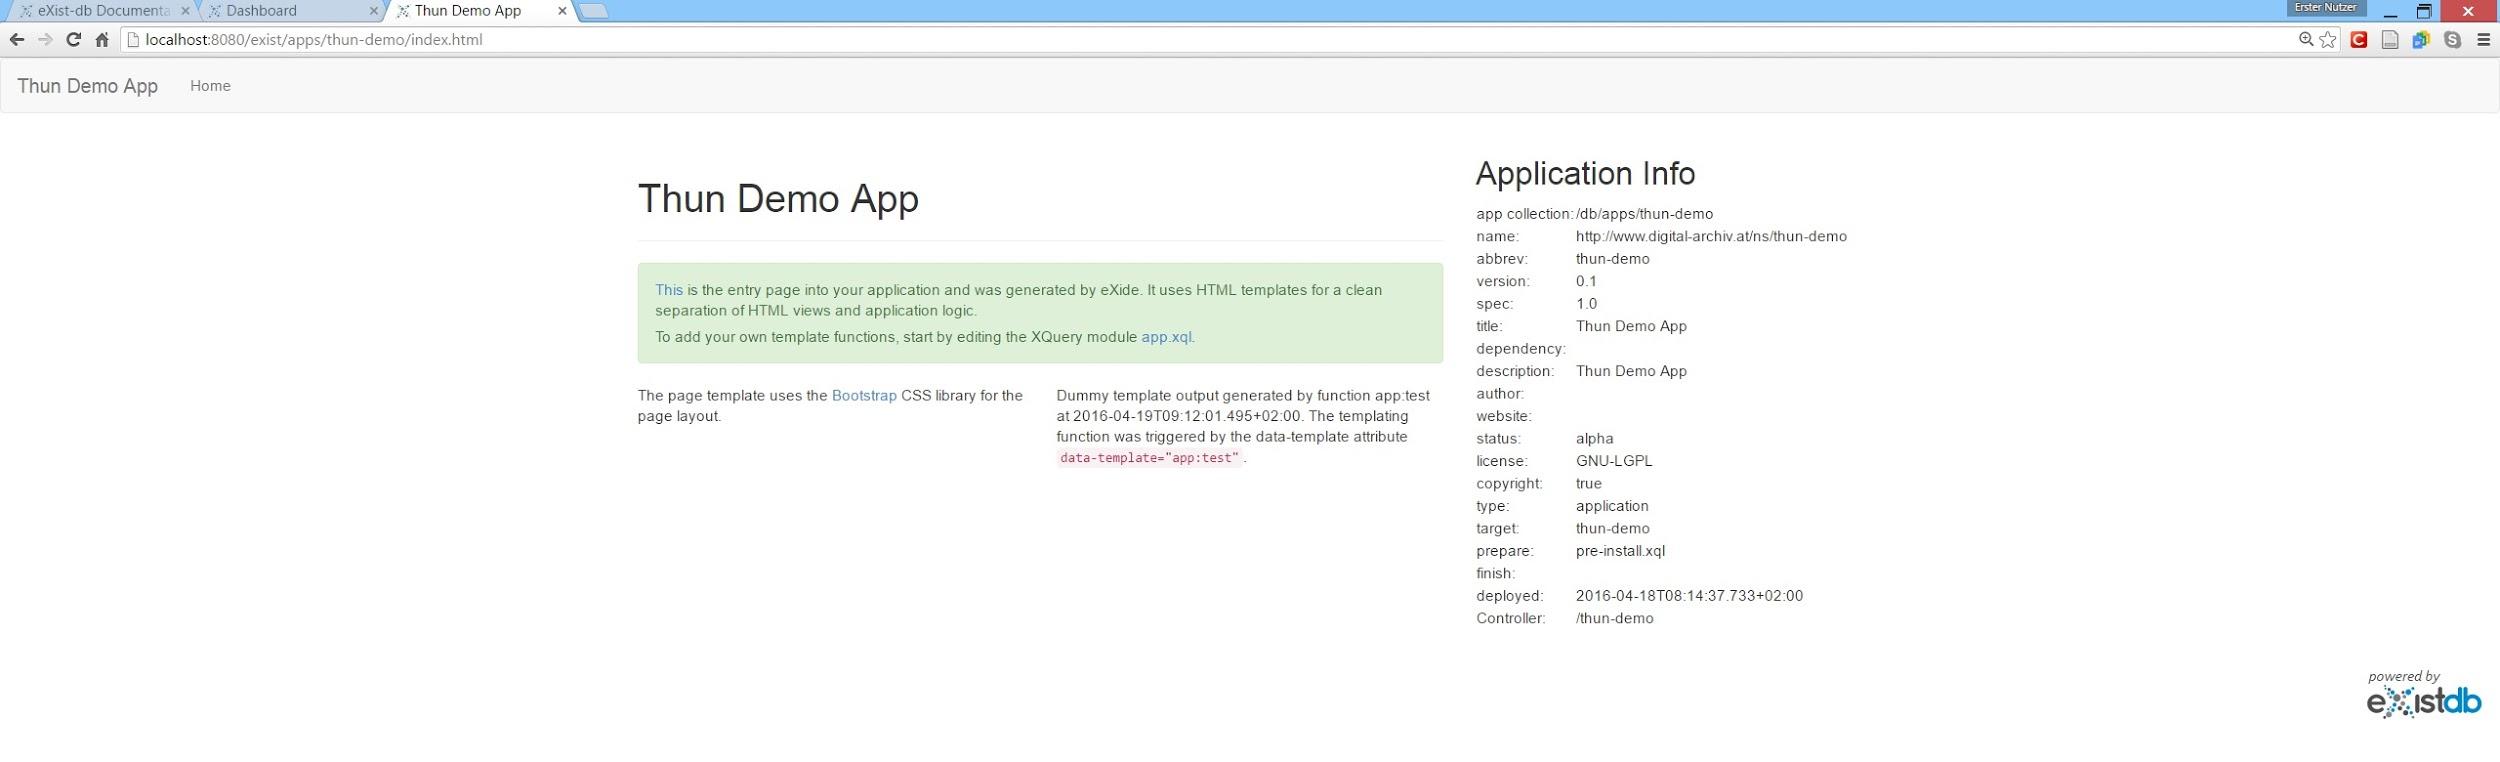 eXist-db Documenta
Dashboard
Thun Demo App
Erster Nutzer
localhost:8080/exist/apps/thun-demo/index.html
Thun Demo App
Home
Thun Demo App
This is the entry page into your application and was generated by eXide. It uses HTML templates for a clean
separation of HTML views and application logic.
To add your own template functions, start by editing the XQuery module app.xql.
The page template uses the Bootstrap CSS library for the
page layout.
Dummy template output generated by function app:test
at 2016-04-19T09:12:01.495+02:00. The templating
function was triggered by the data-template attribute
data-template="app:test".
Application Info
app collection: /db/apps/thun-demo
name: http://www.digital-archiv.at/ns/thun-demo
abbrev: thun-demo
version: 0.1
spec: 1.0
title: Thun Demo App
dependency:
description: Thun Demo App
author:
website:
status: alpha
license: GNU-LGPL
copyright: true
type: application
target: thun-demo
prepare: pre-install.xql
finish:
deployed: 2016-04-18T08:14:37.733+02:00
Controller: /thun-demo
powered by
eXistdb